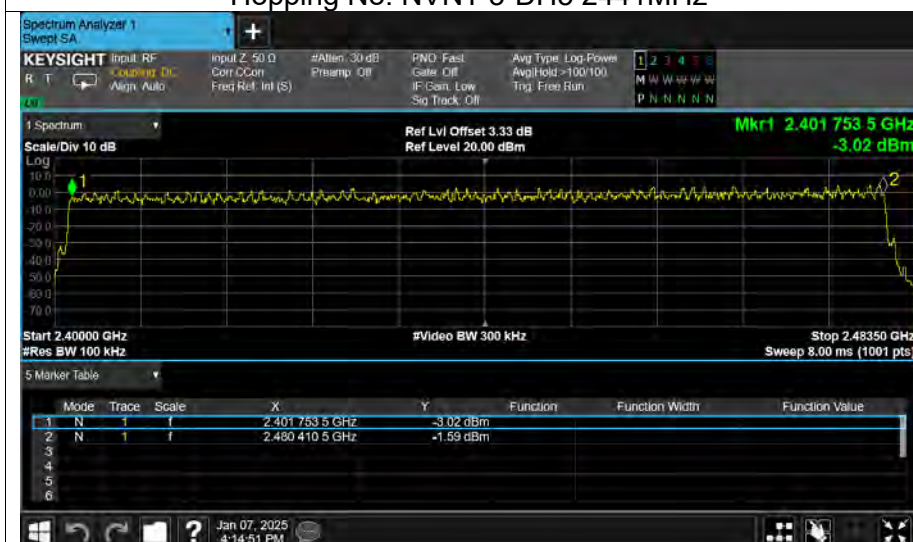 Hopping No. NVNT 3-DH5 2441MHz
Spectrum Analyzer 1
Swept SA
+
KEYSIGHT Input: RF Input Z: 50 Ω #Atten: 30 dB PNO: Fast Avg Type: Log-Power 1 2 3 4 5 6
R T Coupling: DC Corr CCorr Preamp: Off Gate: Off Avg|Hold:>100/100 M W W W W W
Align: Auto Freq Ref: Int (S) IF Gain: Low Trig: Free Run
Sig Track: Off P N N N N N
1 Spectrum Ref Lvl Offset 3.33 dB Mkr1 2.401 753 5 GHz
Scale/Div 10 dB Ref Level 20.00 dBm -3.02 dBm
Log
10.0
1 2
0.00
-10.0
-20.0
-30.0
-40.0
-50.0
-60.0
-70.0
Start 2.40000 GHz #Video BW 300 kHz Stop 2.48350 GHz
#Res BW 100 kHz Sweep 8.00 ms (1001 pts)
5 Marker Table
Mode Trace Scale X Y Function Function Width Function Value
1 N 1 f 2.401 753 5 GHz -3.02 dBm
2 N 1 f 2.480 410 5 GHz -1.59 dBm
3
4
5
6
? Jan 07, 2025
4:14:51 PM